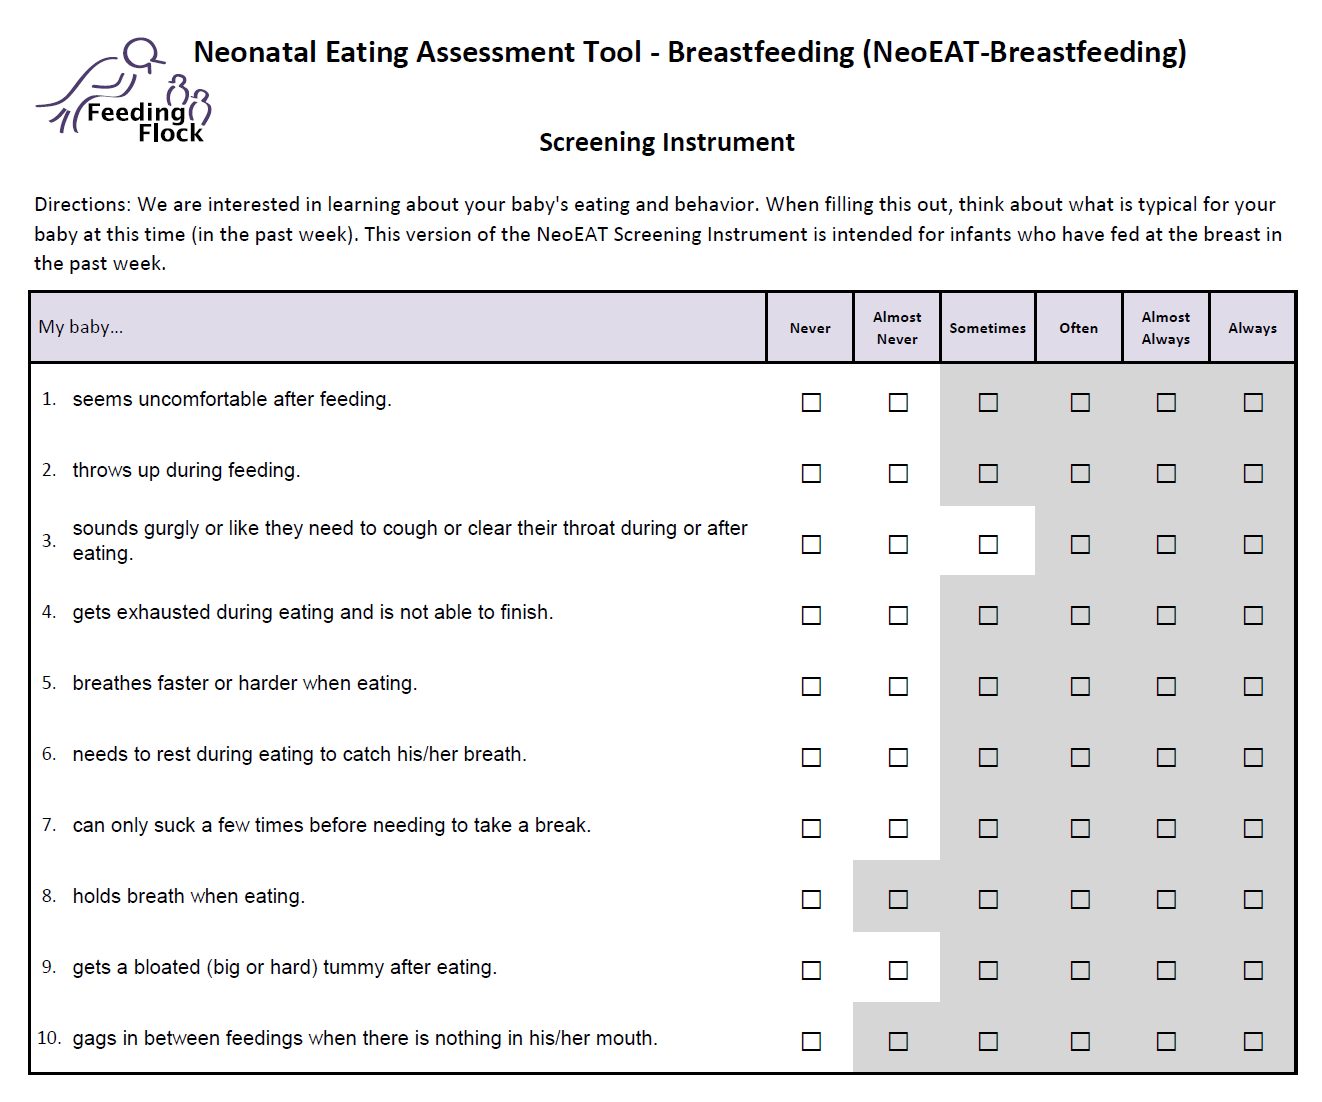 Neonatal Eating Assessment Tool - Breastfeeding (NeoEAT-Breastfeeding)
Feeding
Flock
Screening Instrument
Directions: We are interested in learning about your baby's eating and behavior. When filling this out, think about what is typical for your
baby at this time (in the past week). This version of the NeoEAT Screening Instrument is intended for infants who have fed at the breast in
the past week.
My baby... Never Almost Never Sometimes Often Almost Always Always
1. seems uncomfortable after feeding. ☐ ☐ ☐ ☐ ☐ ☐
2. throws up during feeding. ☐ ☐ ☐ ☐ ☐ ☐
3. sounds gurgly or like they need to cough or clear their throat during or after
eating. ☐ ☐ ☐ ☐ ☐ ☐
4. gets exhausted during eating and is not able to finish. ☐ ☐ ☐ ☐ ☐ ☐
5. breathes faster or harder when eating. ☐ ☐ ☐ ☐ ☐ ☐
6. needs to rest during eating to catch his/her breath. ☐ ☐ ☐ ☐ ☐ ☐
7. can only suck a few times before needing to take a break. ☐ ☐ ☐ ☐ ☐ ☐
8. holds breath when eating. ☐ ☐ ☐ ☐ ☐ ☐
9. gets a bloated (big or hard) tummy after eating. ☐ ☐ ☐ ☐ ☐ ☐
10. gags in between feedings when there is nothing in his/her mouth. ☐ ☐ ☐ ☐ ☐ ☐